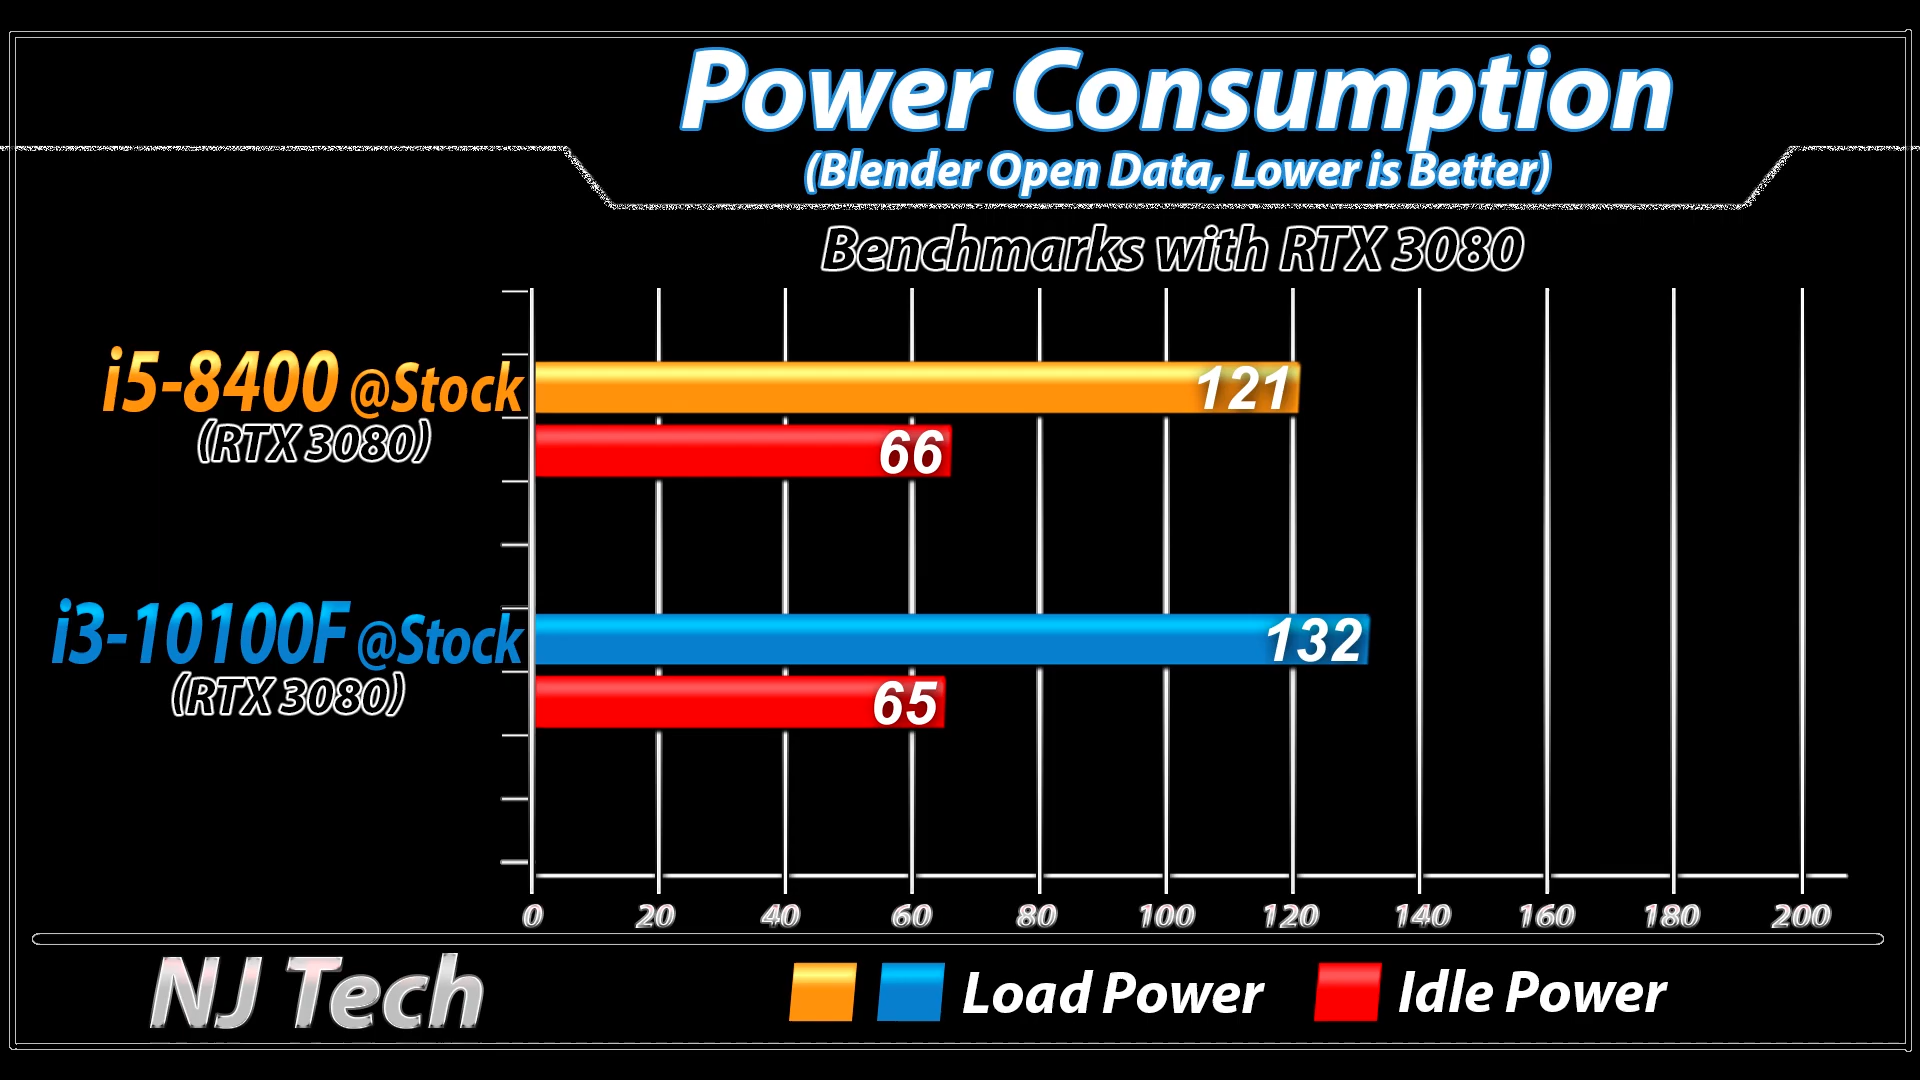 Power Consumption
(Blender Open Data, Lower is Better)
Benchmarks with RTX 3080
i5-8400 @Stock
(RTX 3080)
121
66
i3-10100F @Stock
(RTX 3080)
132
65
0 20 40 60 80 100 120 140 160 180 200
NJ Tech
Load Power
Idle Power